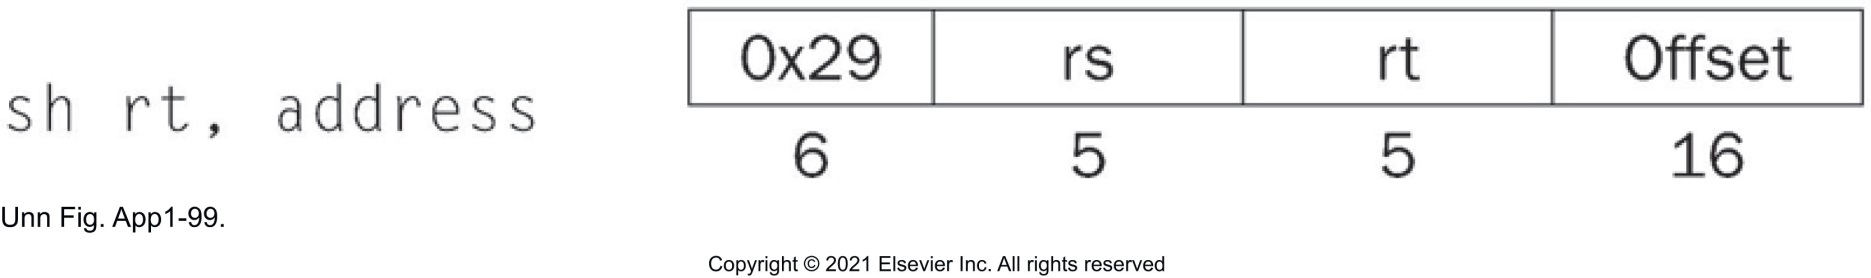 sh rt, address
0x29 rs rt Offset
6 5 5 16
Unn Fig. App1-99.
Copyright © 2021 Elsevier Inc. All rights reserved